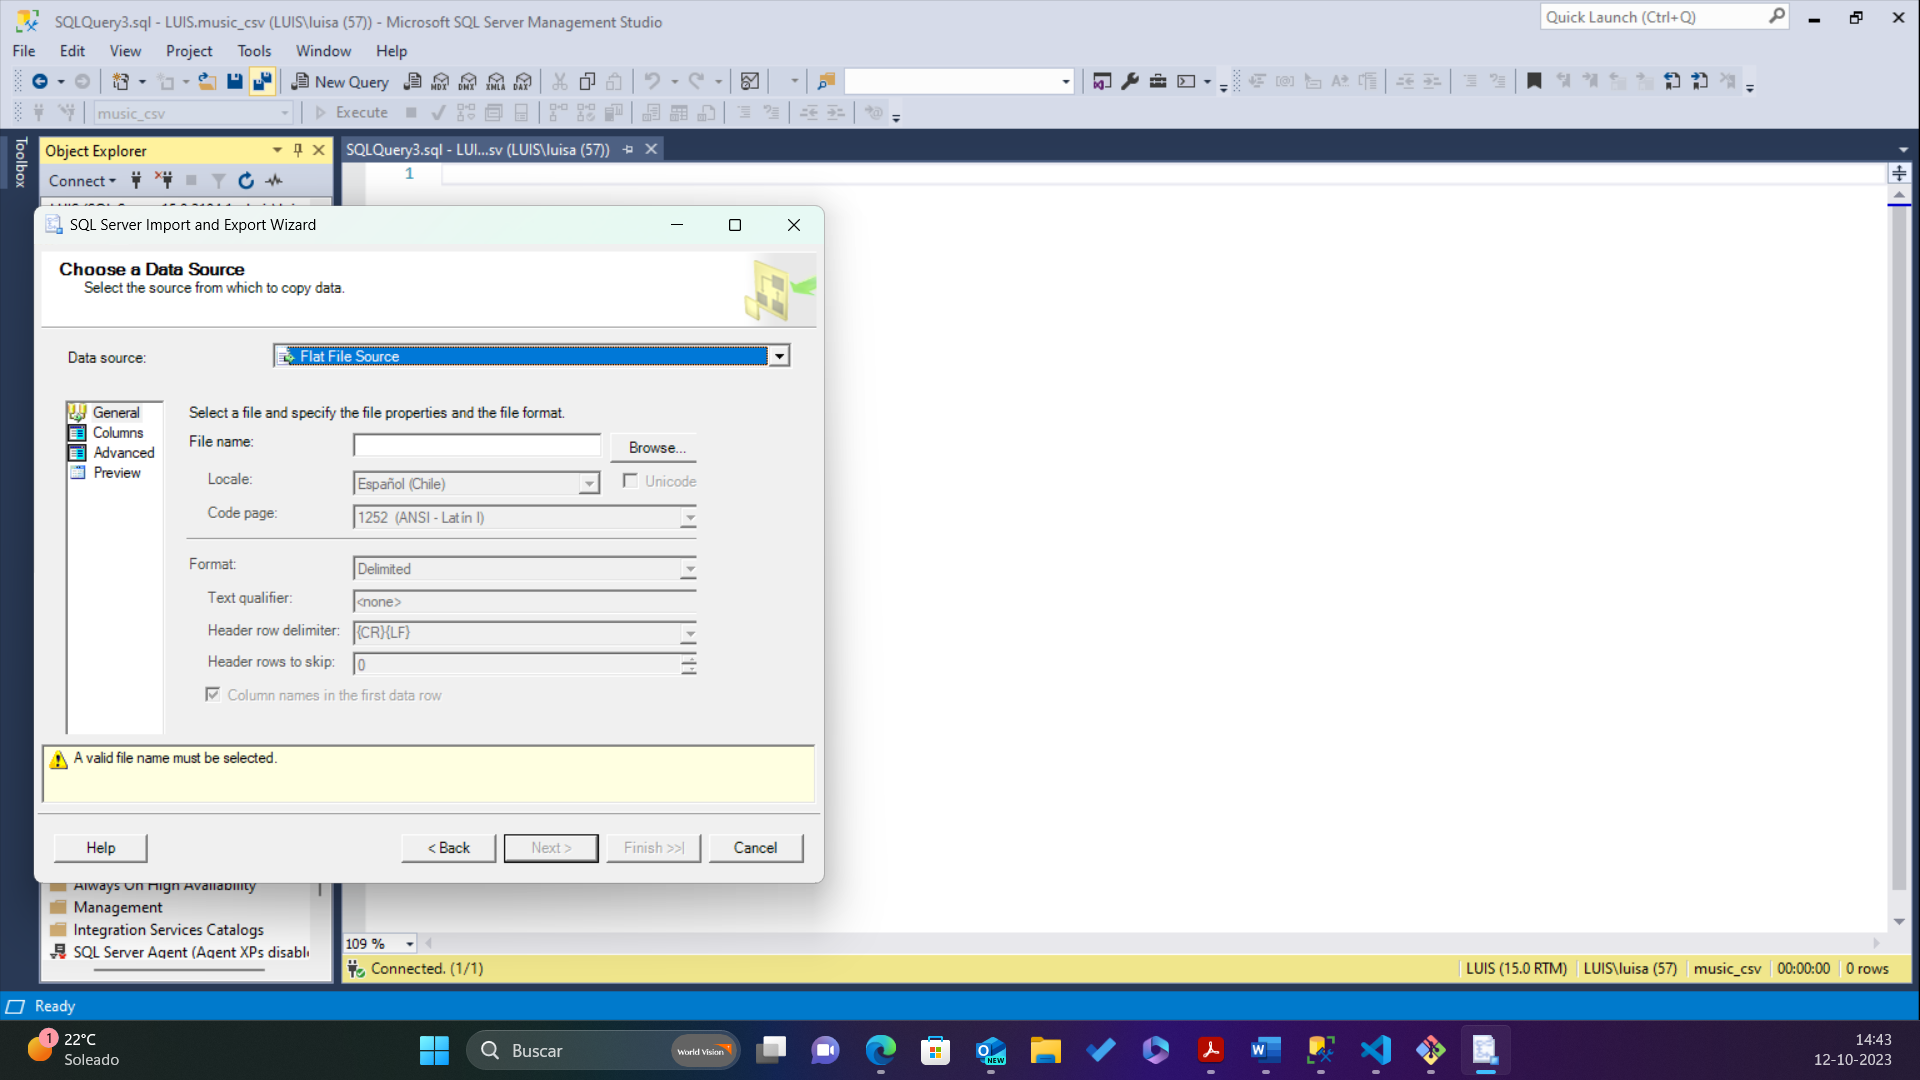 SQLQuery3.sql - LUIS.music_csv (LUIS\luisa (57)) - Microsoft SQL Server Management Studio
Quick Launch (Ctrl+Q)
File Edit View Project Tools Window Help
New Query MDX DMX XMLA DAX
music_csv Execute
Toolbox
Object Explorer
SQLQuery3.sql - LUI...sv (LUIS\luisa (57))
Connect
1
SQL Server Import and Export Wizard
Choose a Data Source
Select the source from which to copy data.
Data source: Flat File Source
General
Columns
Advanced
Preview
Select a file and specify the file properties and the file format.
File name: Browse...
Locale: Español (Chile) Unicode
Code page: 1252 (ANSI - Latin I)
Format: Delimited
Text qualifier: <none>
Header row delimiter: {CR}{LF}
Header rows to skip: 0
Column names in the first data row
A valid file name must be selected.
Help < Back Next > Finish >>| Cancel
Always On High Availability
Management
Integration Services Catalogs
SQL Server Agent (Agent XPs disabl
109 %
Connected. (1/1) LUIS (15.0 RTM) LUIS\luisa (57) music_csv 00:00:00 0 rows
Ready
1
22°C
Soleado
Buscar
World Vision
NEW
14:43
12-10-2023